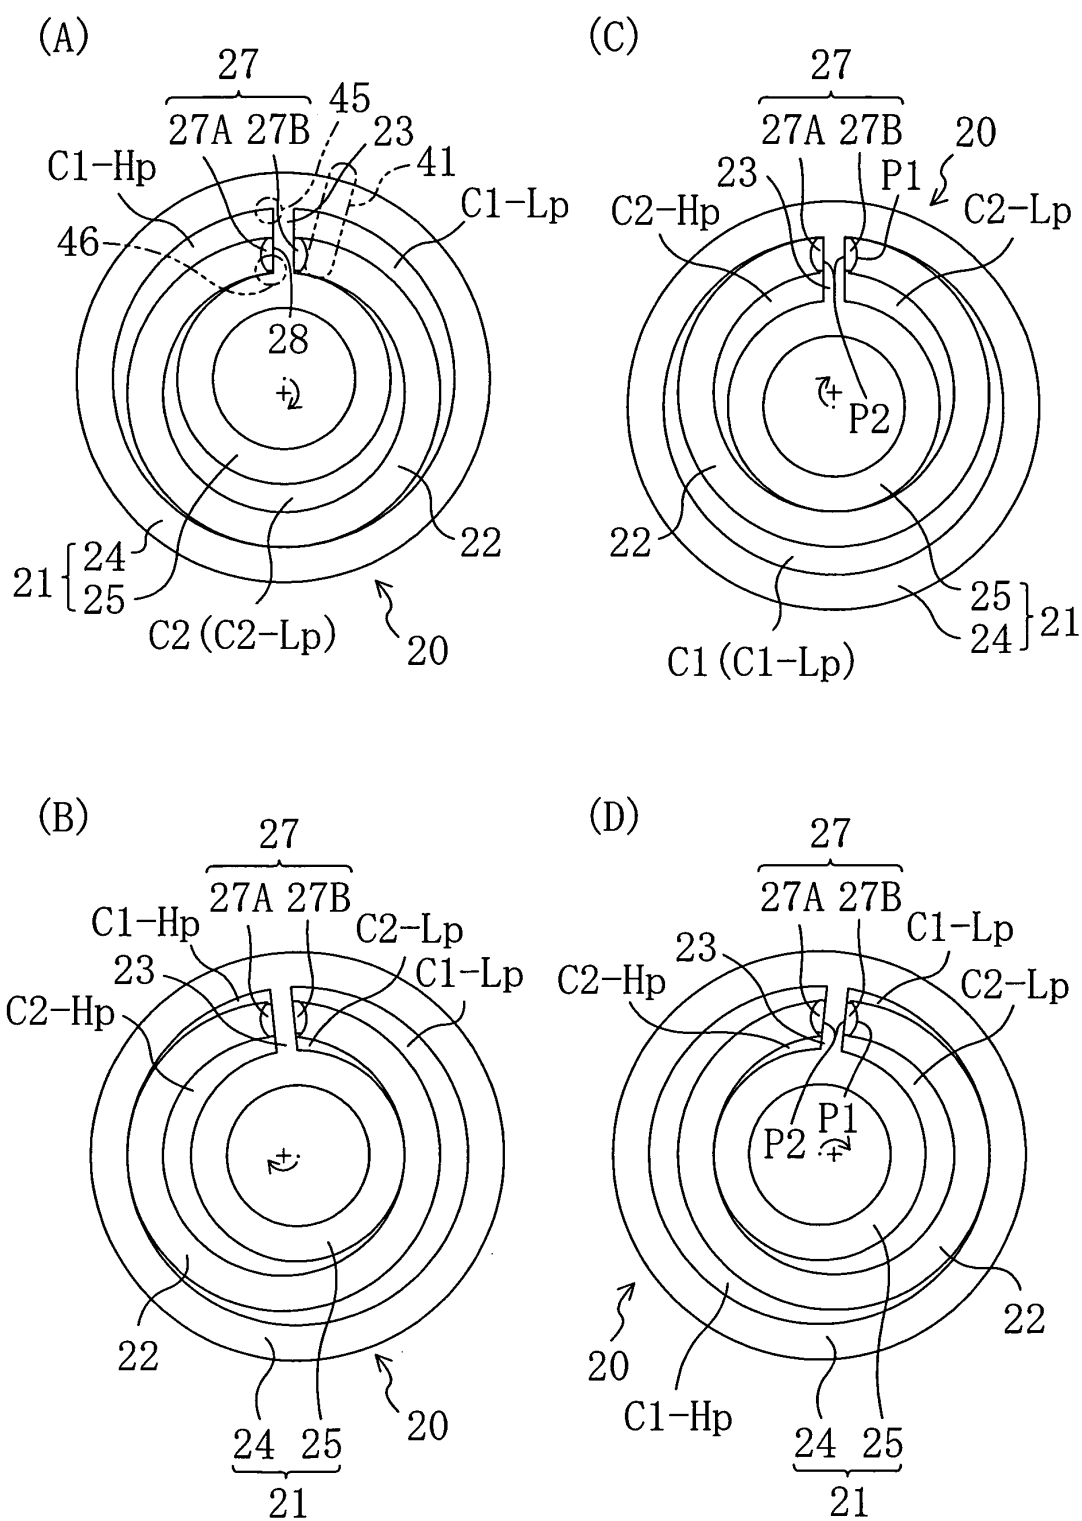 (A)
27
27A 27B 45 23
41
C1-Hp
C1-Lp
46
28
22
21 { 24
25
C2(C2-Lp)
20
(C)
27
27A 27B
20
23
P1
C2-Hp
C2-Lp
P2
22
25
24 } 21
C1(C1-Lp)
(B)
27
27A 27B
C1-Hp
C2-Lp
23
C1-Lp
C2-Hp
22
20
24 25
21
(D)
27
27A 27B
C1-Lp
23
C2-Hp
C2-Lp
P1
P2
22
20
C1-Hp
24 25
21